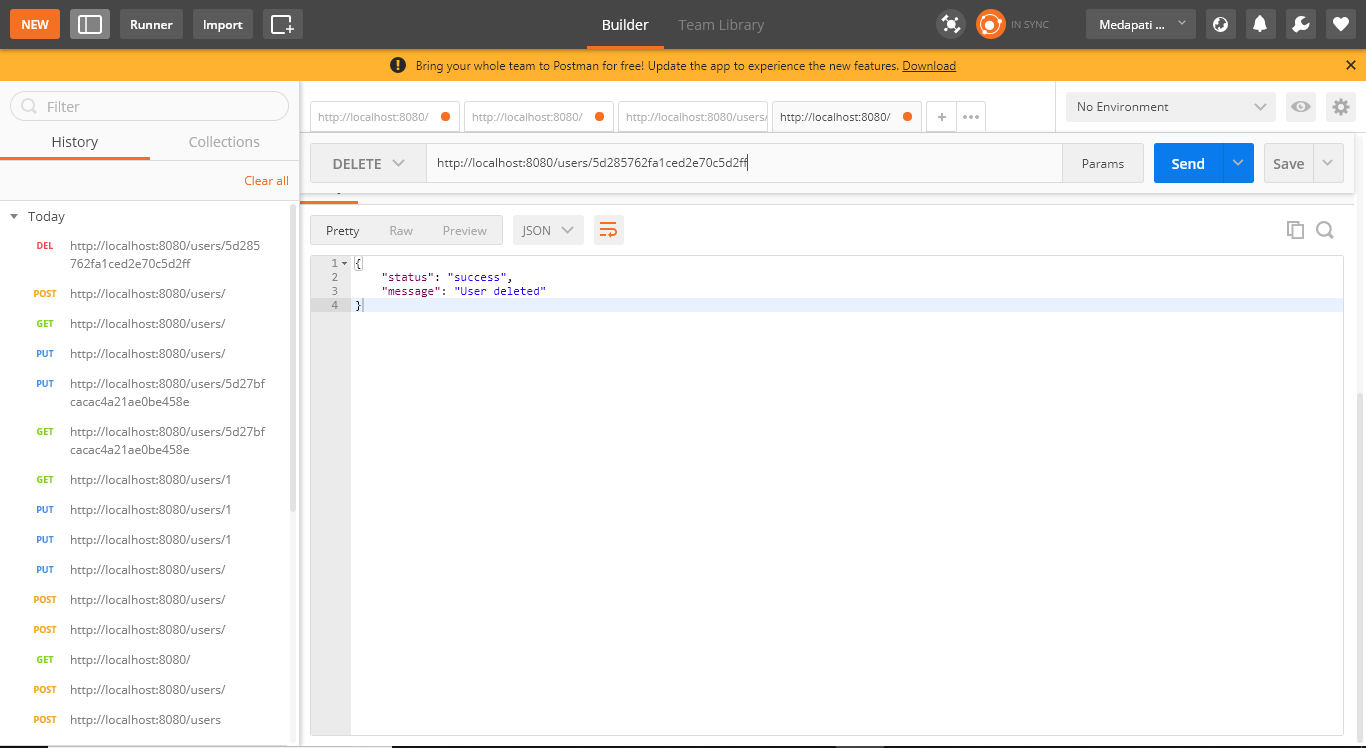 NEW
Runner
Import
Builder
Team Library
IN SYNC
Medapati ...
Bring your whole team to Postman for free! Update the app to experience the new features. Download
Filter
History
Collections
Clear all
Today
DEL http://localhost:8080/users/5d285
762fa1ced2e70c5d2ff
POST http://localhost:8080/users/
GET http://localhost:8080/users/
PUT http://localhost:8080/users/
PUT http://localhost:8080/users/5d27bf
cacac4a21ae0be458e
GET http://localhost:8080/users/5d27bf
cacac4a21ae0be458e
GET http://localhost:8080/users/1
PUT http://localhost:8080/users/1
PUT http://localhost:8080/users/1
PUT http://localhost:8080/users/
POST http://localhost:8080/users/
POST http://localhost:8080/users/
GET http://localhost:8080/
POST http://localhost:8080/users/
POST http://localhost:8080/users
http://localhost:8080/
http://localhost:8080/
http://localhost:8080/users/
http://localhost:8080/
+
•••
No Environment
DELETE
http://localhost:8080/users/5d285762fa1ced2e70c5d2ff
Params
Send
Save
Pretty
Raw
Preview
JSON
1 {
2 "status": "success",
3 "message": "User deleted"
4 }